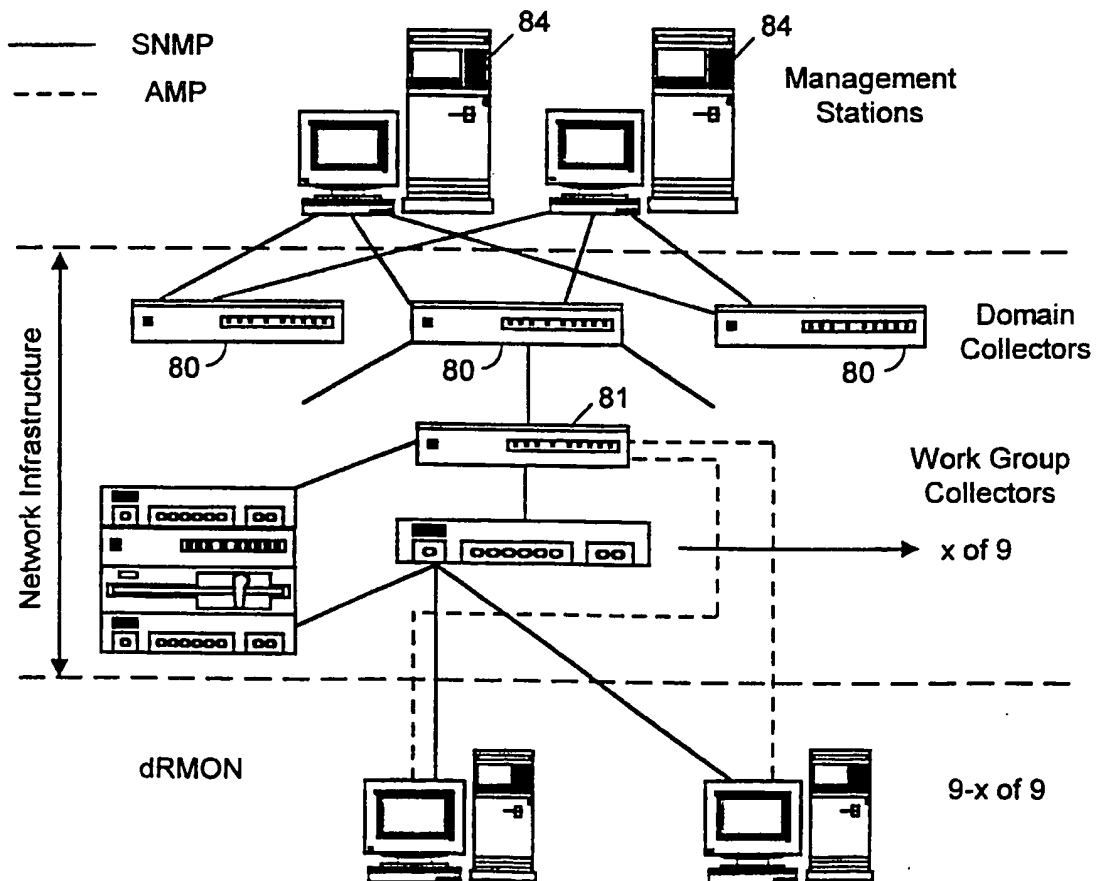 SNMP
AMP
84
84
Management
Stations
Network Infrastructure
80
80
80
Domain
Collectors
81
Work Group
Collectors
x of 9
dRMON
9-x of 9